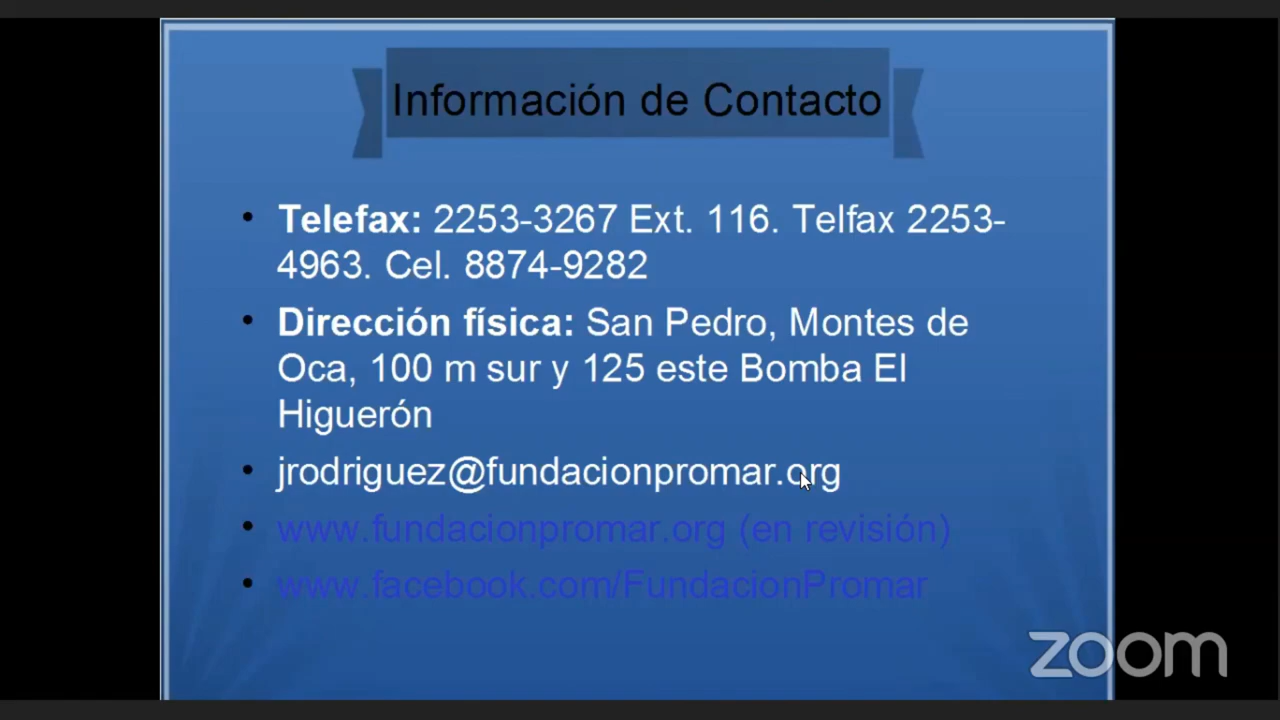 Información de Contacto
• Telefax: 2253-3267 Ext. 116. Telfax 2253-
4963. Cel. 8874-9282
• Dirección física: San Pedro, Montes de
Oca, 100 m sur y 125 este Bomba El
Higuerón
• jrodriguez@fundacionpromar.org
• www.fundacionpromar.org (en revisión)
• www.facebook.com/FundacionPromar
zoom